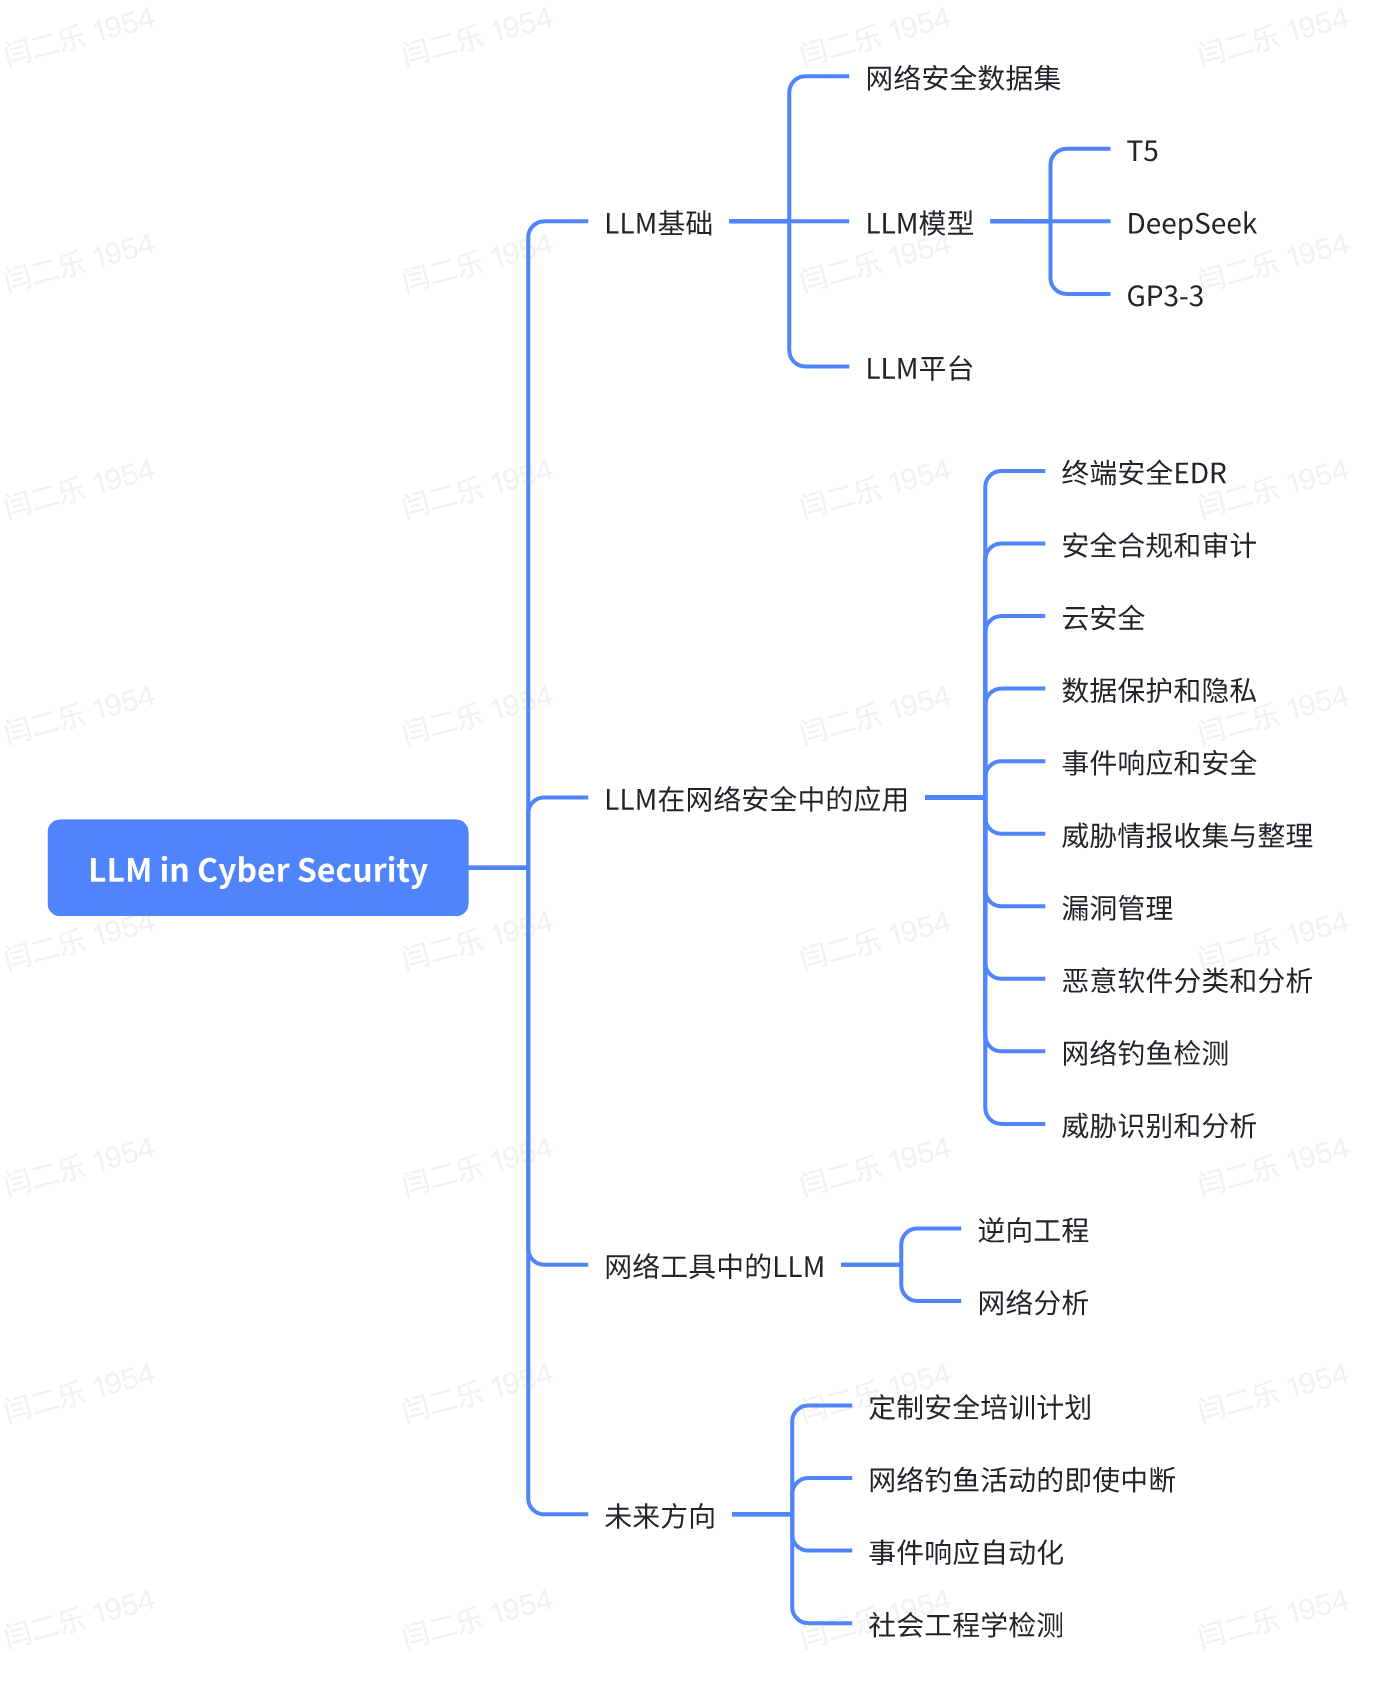 网络安全数据集
T5
LLM基础
LLM模型
DeepSeek
GP3-3
LLM平台
终端安全EDR
安全合规和审计
云安全
数据保护和隐私
事件响应和安全
LLM在网络安全中的应用
威胁情报收集与整理
LLM in Cyber Security
漏洞管理
恶意软件分类和分析
网络钓鱼检测
威胁识别和分析
逆向工程
网络工具中的LLM
网络分析
定制安全培训计划
网络钓鱼活动的即使中断
未来方向
事件响应自动化
社会工程学检测
闫二乐 1954